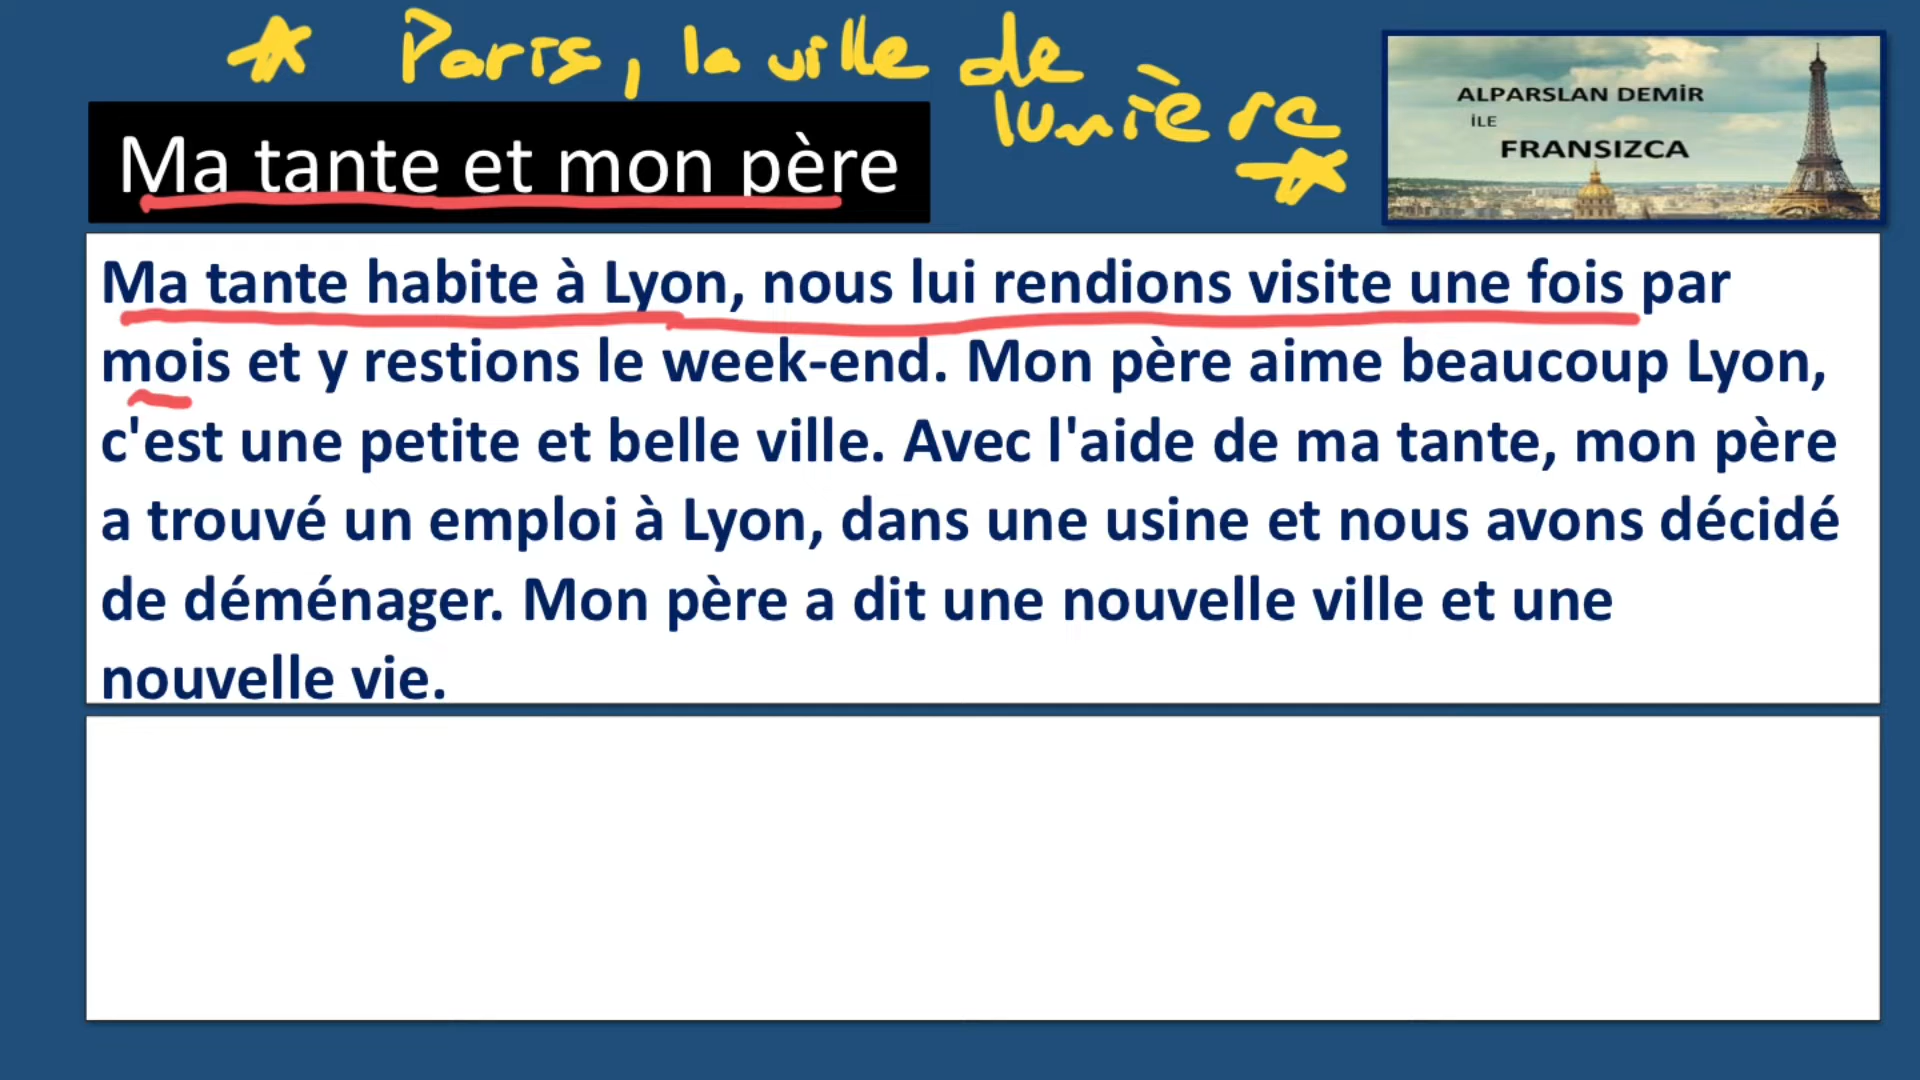 * Paris, la ville de
lumière *
ALPARSLAN DEMİR
İLE
FRANSIZCA
Ma tante et mon père
Ma tante habite à Lyon, nous lui rendions visite une fois par
mois et y restions le week-end. Mon père aime beaucoup Lyon,
c'est une petite et belle ville. Avec l'aide de ma tante, mon père
a trouvé un emploi à Lyon, dans une usine et nous avons décidé
de déménager. Mon père a dit une nouvelle ville et une
nouvelle vie.